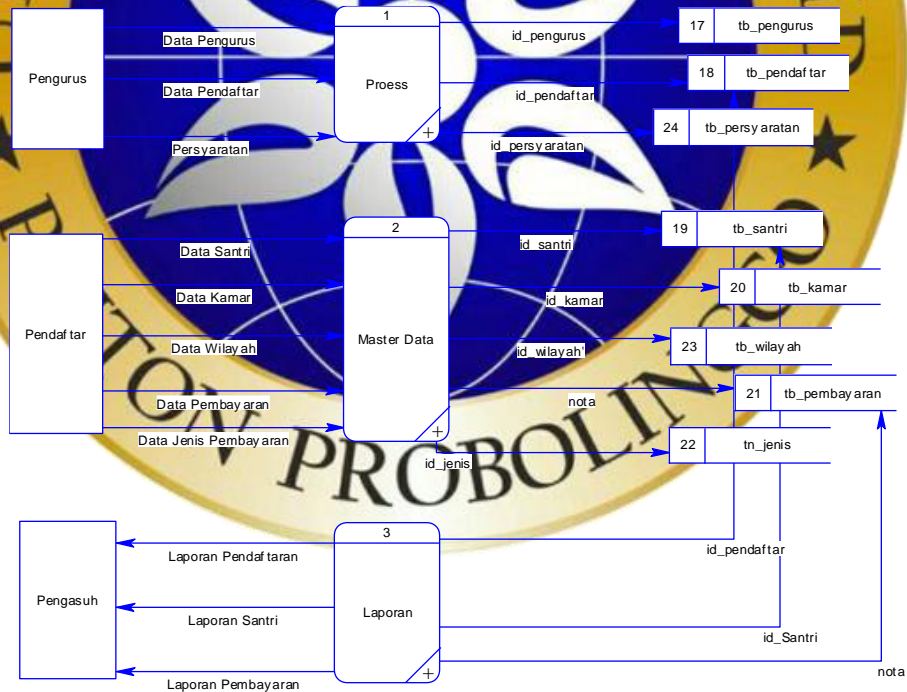 1
17 tb_pengurus
Data Pengurus
id_pengurus
Pengurus
Proess
18 tb_pendaftar
Data Pendaftar
id_pendaftar
24 tb_persyaratan
Persyaratan
+
id_persyaratan
2
19 tb_santri
Data Santri
id_santri
Data Kamar
id_kamar
20 tb_kamar
Pendaftar
Master Data
Data Wilayah
id_wilayah'
23 tb_wilayah
Data Pembayaran
nota
21 tb_pembayaran
Data Jenis Pembayaran
+
id_jenis
22 tn_jenis
TON PROBOLINGGO
3
Laporan Pendaftaran
id_pendaftar
Pengasuh
Laporan
Laporan Santri
id_Santri
+
Laporan Pembayaran
nota